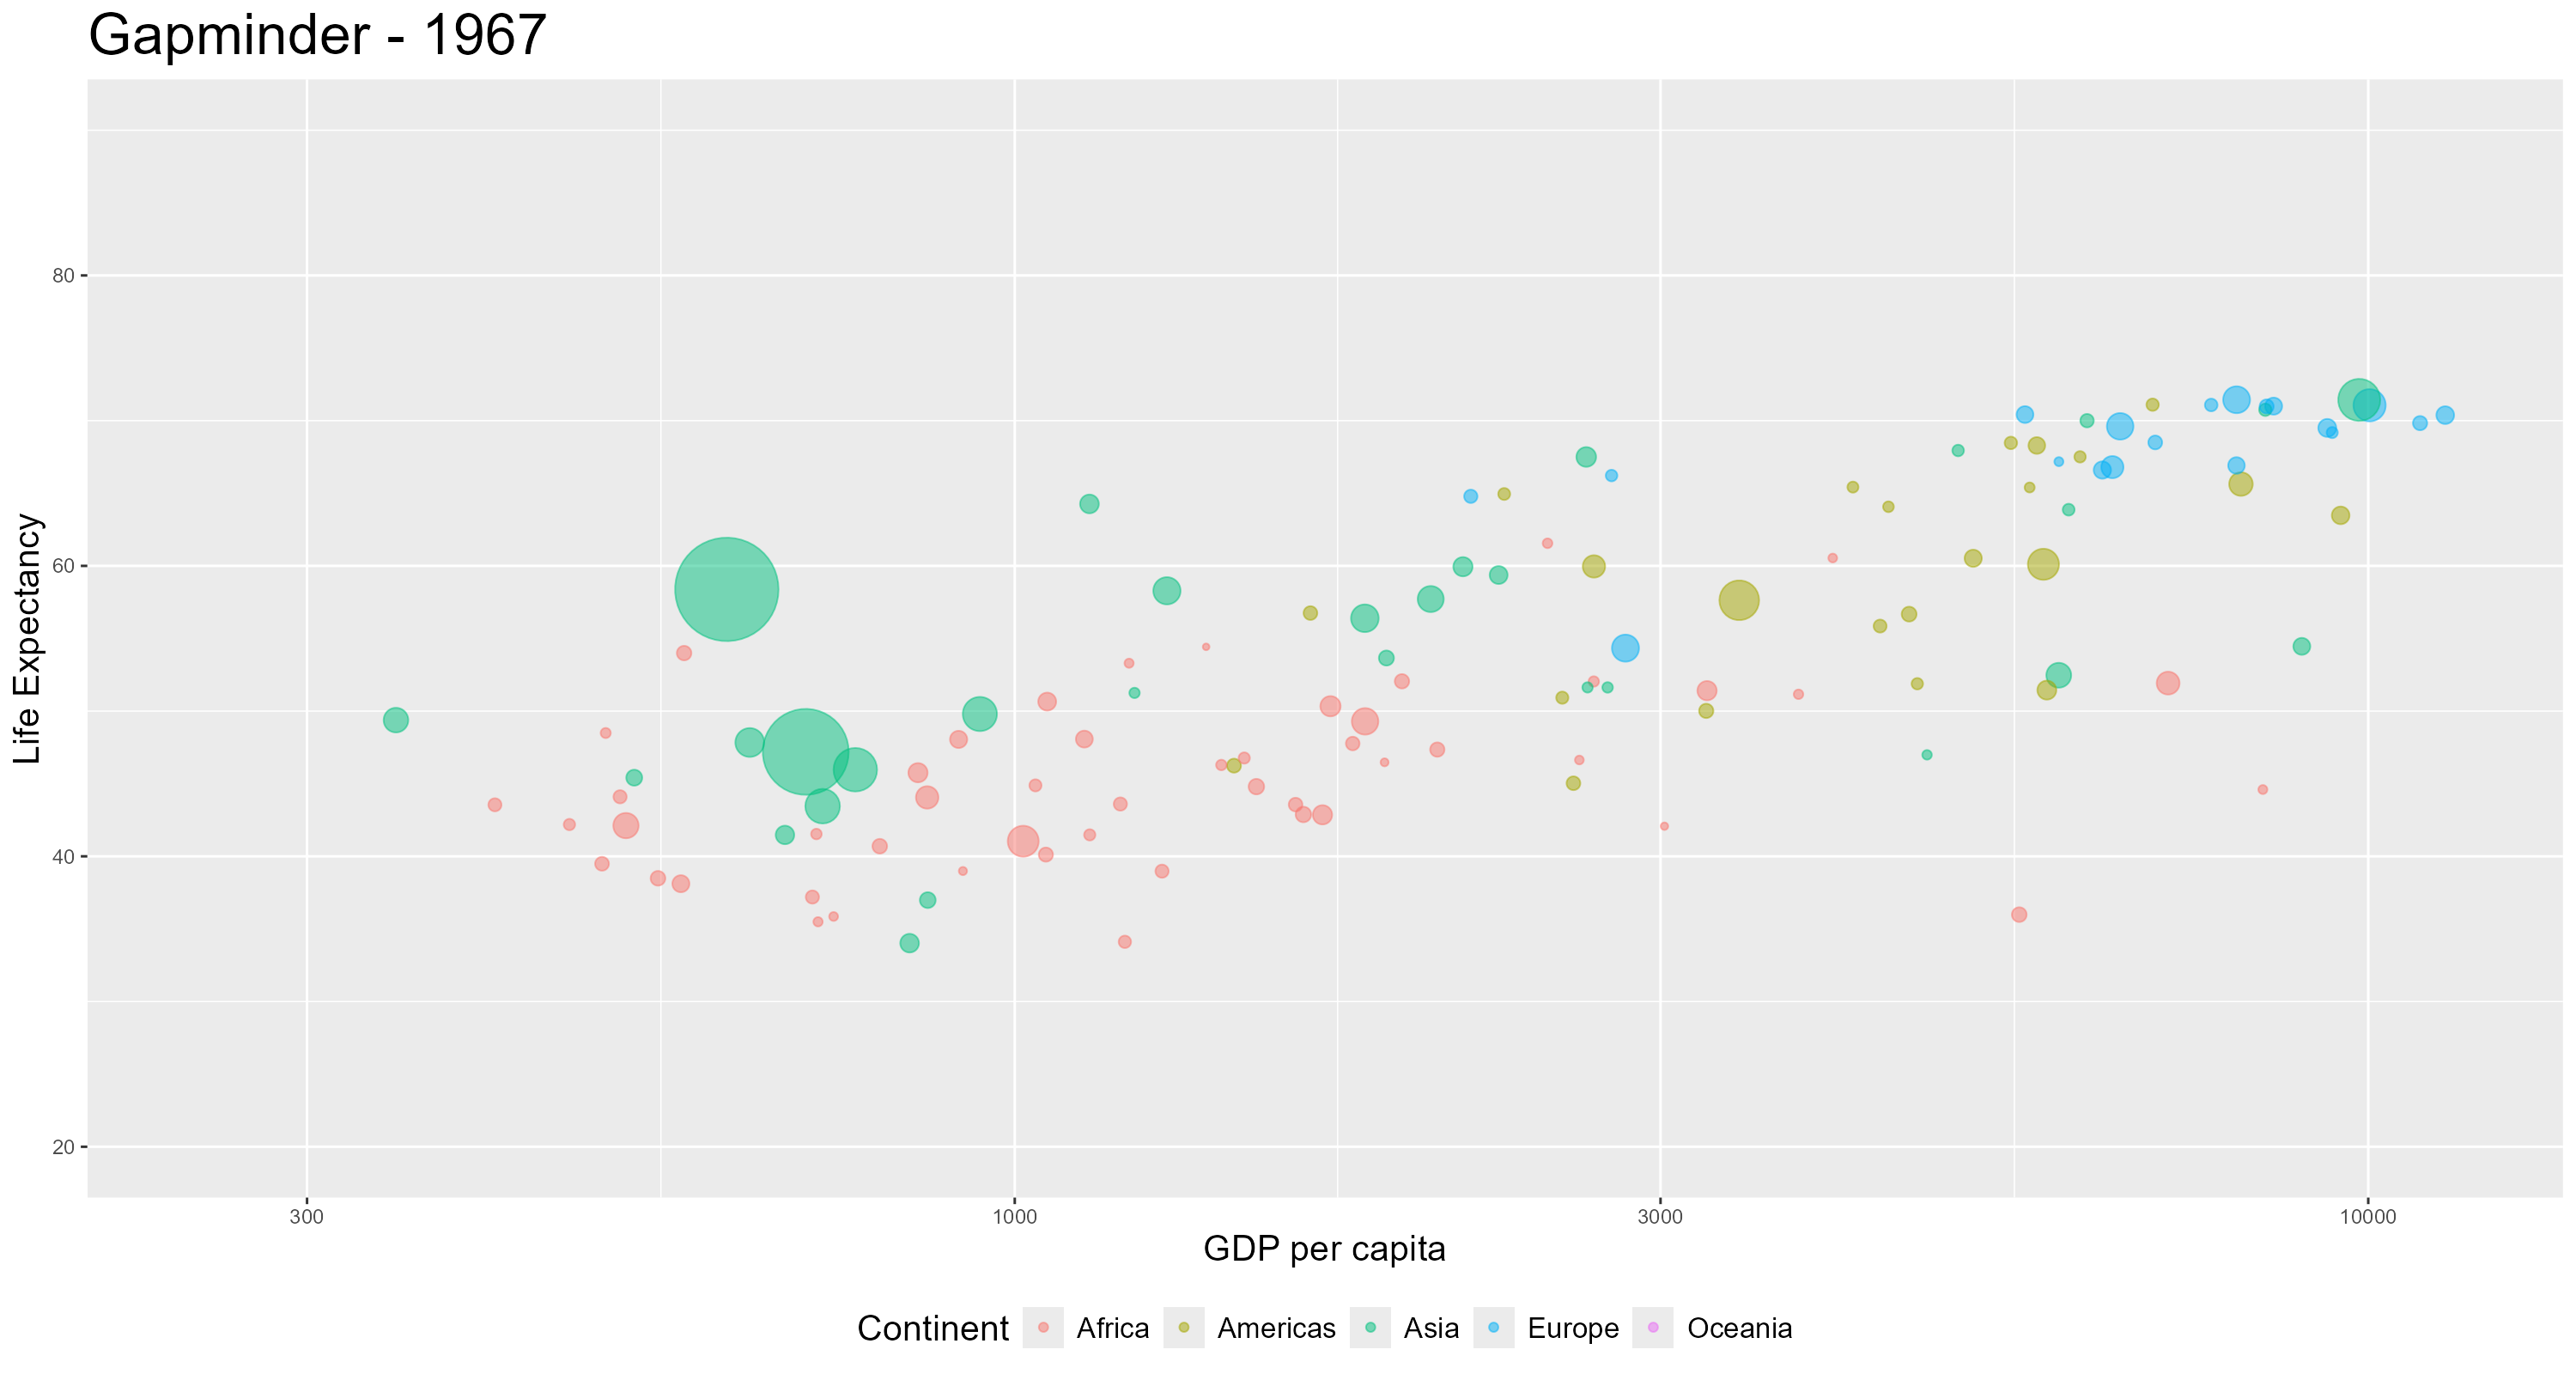 Gapminder - 1967
Life Expectancy
80
60
40
20
300 1000 3000 10000
GDP per capita
Continent Africa Americas Asia Europe Oceania